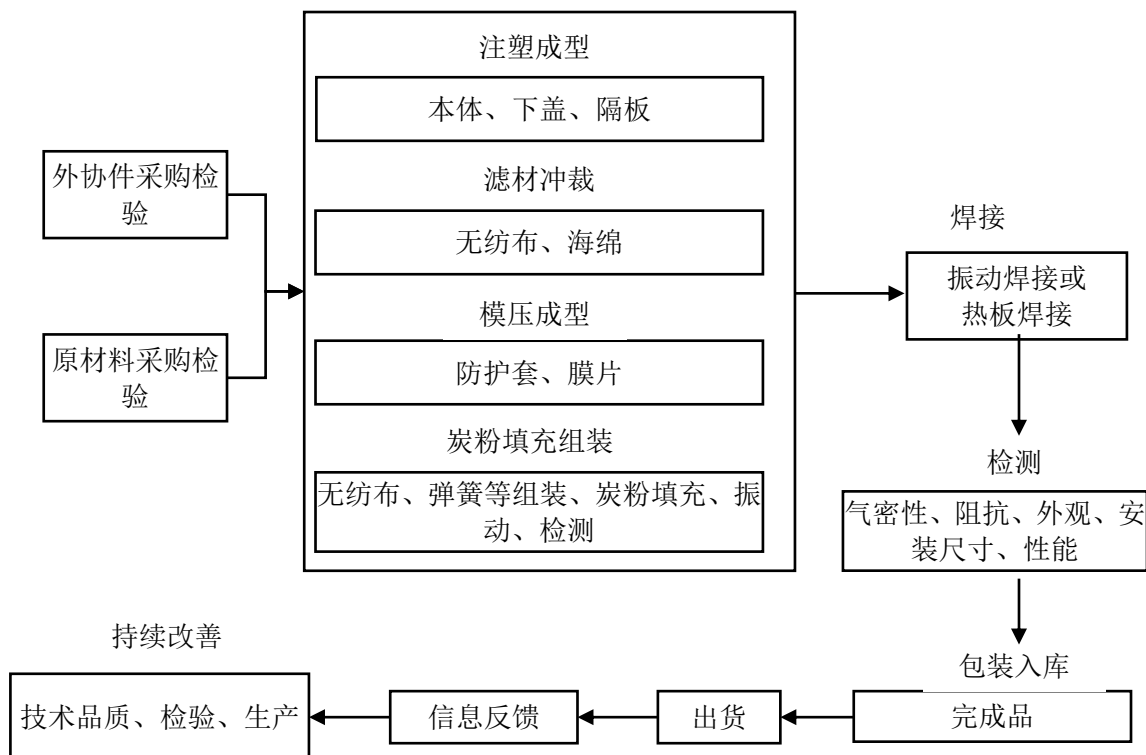 注塑成型
本体、下盖、隔板
外协件采购检
验
滤材冲裁
无纺布、海绵
焊接
振动焊接或
热板焊接
模压成型
防护套、膜片
原材料采购检
验
炭粉填充组装
无纺布、弹簧等组装、炭粉填充、振
动、检测
检测
气密性、阻抗、外观、安
装尺寸、性能
持续改善
包装入库
技术品质、检验、生产
信息反馈
出货
完成品